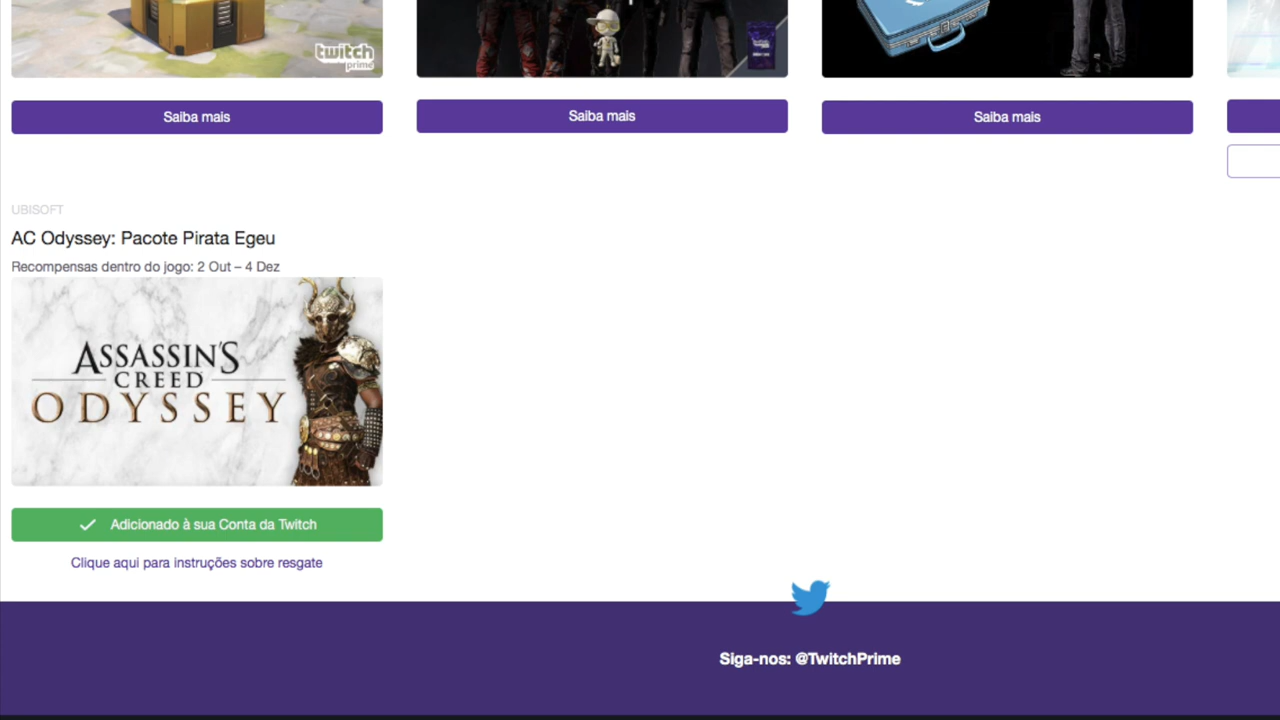 twitch
prime
Saiba mais
Saiba mais
Saiba mais
UBISOFT
AC Odyssey: Pacote Pirata Egeu
Recompensas dentro do jogo: 2 Out – 4 Dez
ASSASSIN'S
CREED
ODYSSEY
Adicionado à sua Conta da Twitch
Clique aqui para instruções sobre resgate
Siga-nos: @TwitchPrime